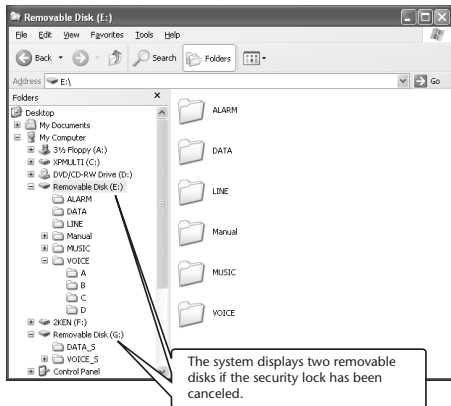 Removable Disk (E:)
File Edit View Favorites Tools Help
Back Search Folders
Address E:\ Go
Folders
Desktop
My Documents
My Computer
3½ Floppy (A:)
XPMULTI (C:)
DVD/CD-RW Drive (D:)
Removable Disk (E:)
ALARM
DATA
LINE
Manual
MUSIC
VOICE
A
B
C
D
2KEN (F:)
Removable Disk (G:)
DATA_S
VOICE_S
Control Panel
ALARM
DATA
LINE
Manual
MUSIC
VOICE
The system displays two removable
disks if the security lock has been
canceled.